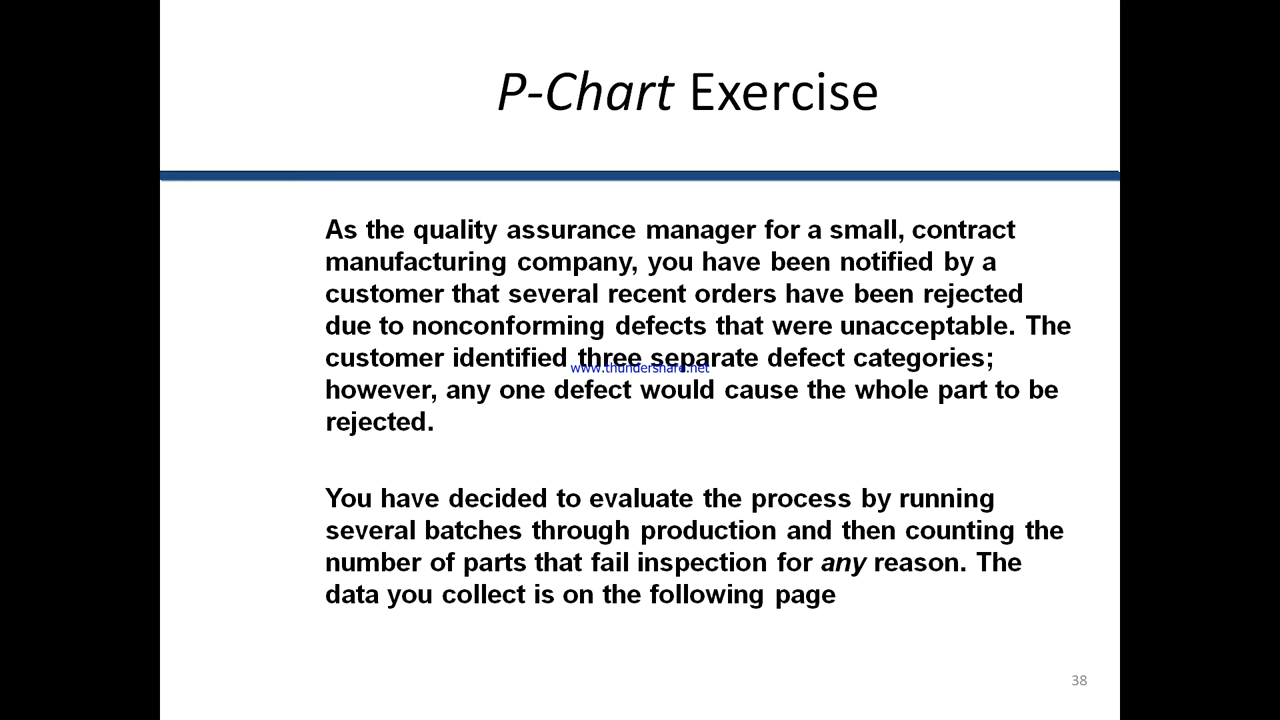 P-Chart Exercise
As the quality assurance manager for a small, contract
manufacturing company, you have been notified by a
customer that several recent orders have been rejected
due to nonconforming defects that were unacceptable. The
customer identified three separate defect categories;
www.thundershare.net
however, any one defect would cause the whole part to be
rejected.
You have decided to evaluate the process by running
several batches through production and then counting the
number of parts that fail inspection for any reason. The
data you collect is on the following page
38